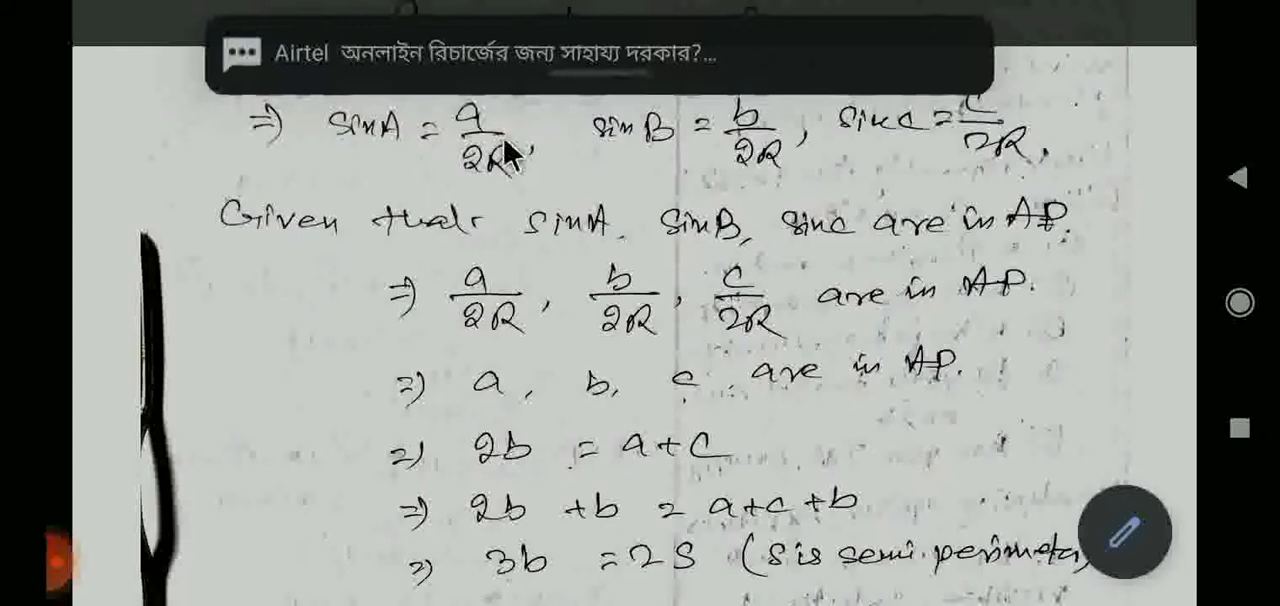 Airtel অনলাইন রিচার্জের জন্য সাহায্য দরকার?...
⇒ sinA = a/2R, sinB = b/2R, sinC = C/2R.
Given that sinA, sinB, sinc are in AP.
⇒ a/2R, b/2R, c/2R are in AP.
⇒ a, b, c, are in AP.
⇒ 2b = a+c
⇒ 2b + b = a+c+b
⇒ 3b = 2S (S is semi perimeter